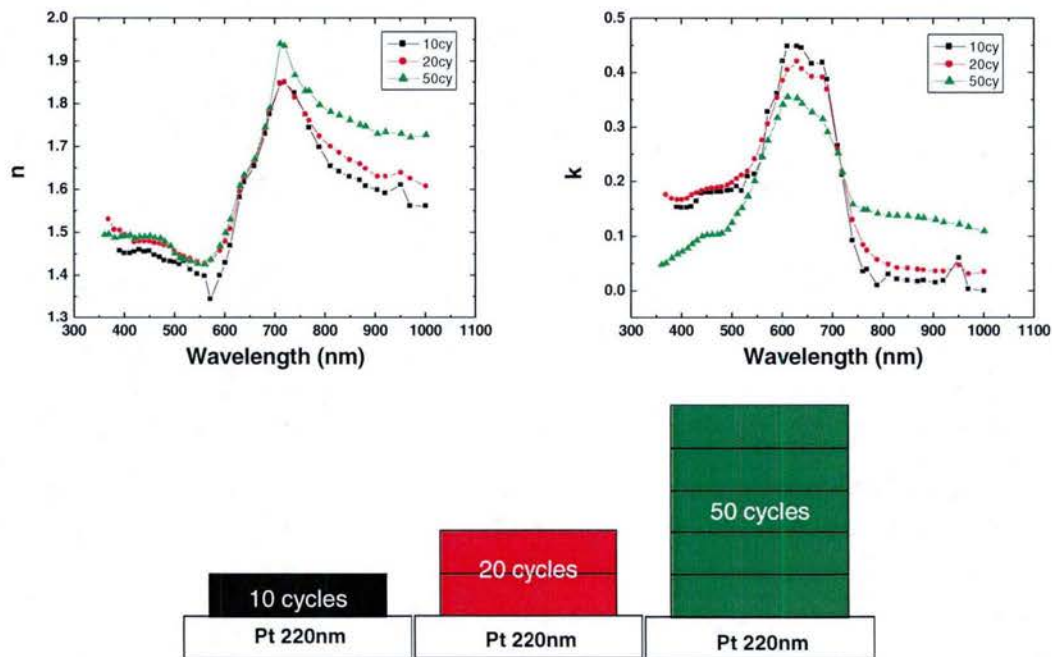 2.0
1.9
1.8
1.7
1.6
1.5
1.4
1.3
n
10cy
20cy
50cy
300 400 500 600 700 800 900 1000 1100
Wavelength (nm)
0.5
0.4
0.3
0.2
0.1
0.0
k
10cy
20cy
50cy
300 400 500 600 700 800 900 1000 1100
Wavelength (nm)
10 cycles
Pt 220nm
20 cycles
Pt 220nm
50 cycles
Pt 220nm